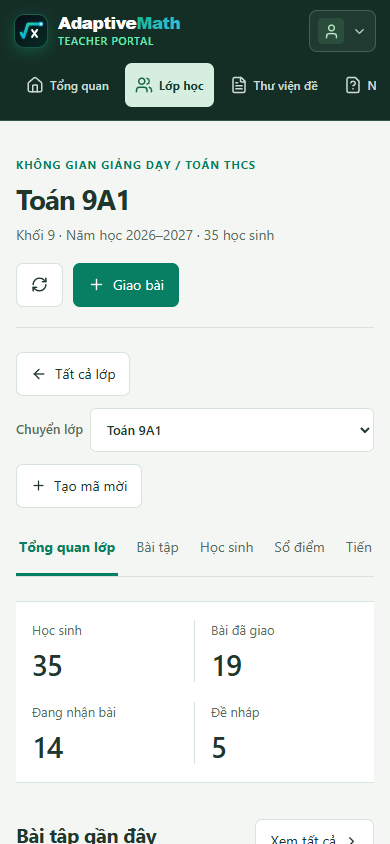 AdaptiveMath
TEACHER PORTAL
Tổng quan
Lớp học
Thư viện đề
N
KHÔNG GIAN GIẢNG DẠY / TOÁN THCS
Toán 9A1
Khối 9 · Năm học 2026–2027 · 35 học sinh
Giao bài
Tất cả lớp
Chuyển lớp
Toán 9A1
Tạo mã mời
Tổng quan lớp
Bài tập
Học sinh
Sổ điểm
Tiến
Học sinh
Bài đã giao
35
19
Đang nhận bài
Đề nháp
14
5
Bài tập gần đây
Xem tất cả